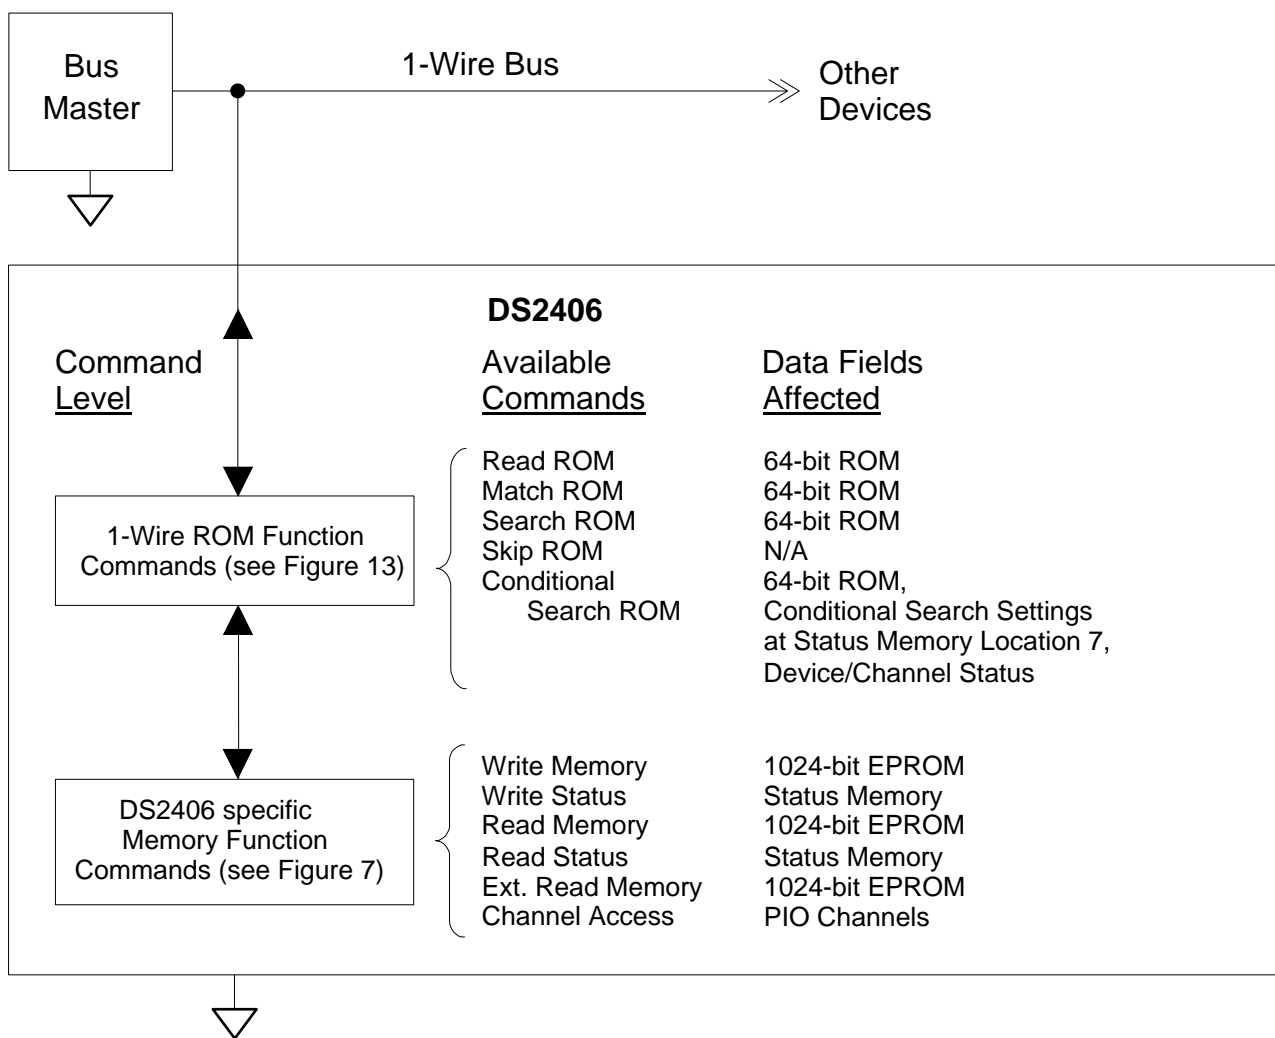 Bus
Master
1-Wire Bus
Other
Devices
DS2406
Command
Level
Available
Commands
Data Fields
Affected
1-Wire ROM Function
Commands (see Figure 13)
Read ROM 64-bit ROM
Match ROM 64-bit ROM
Search ROM 64-bit ROM
Skip ROM N/A
Conditional 64-bit ROM,
Search ROM Conditional Search Settings
at Status Memory Location 7,
Device/Channel Status
DS2406 specific
Memory Function
Commands (see Figure 7)
Write Memory 1024-bit EPROM
Write Status Status Memory
Read Memory 1024-bit EPROM
Read Status Status Memory
Ext. Read Memory 1024-bit EPROM
Channel Access PIO Channels